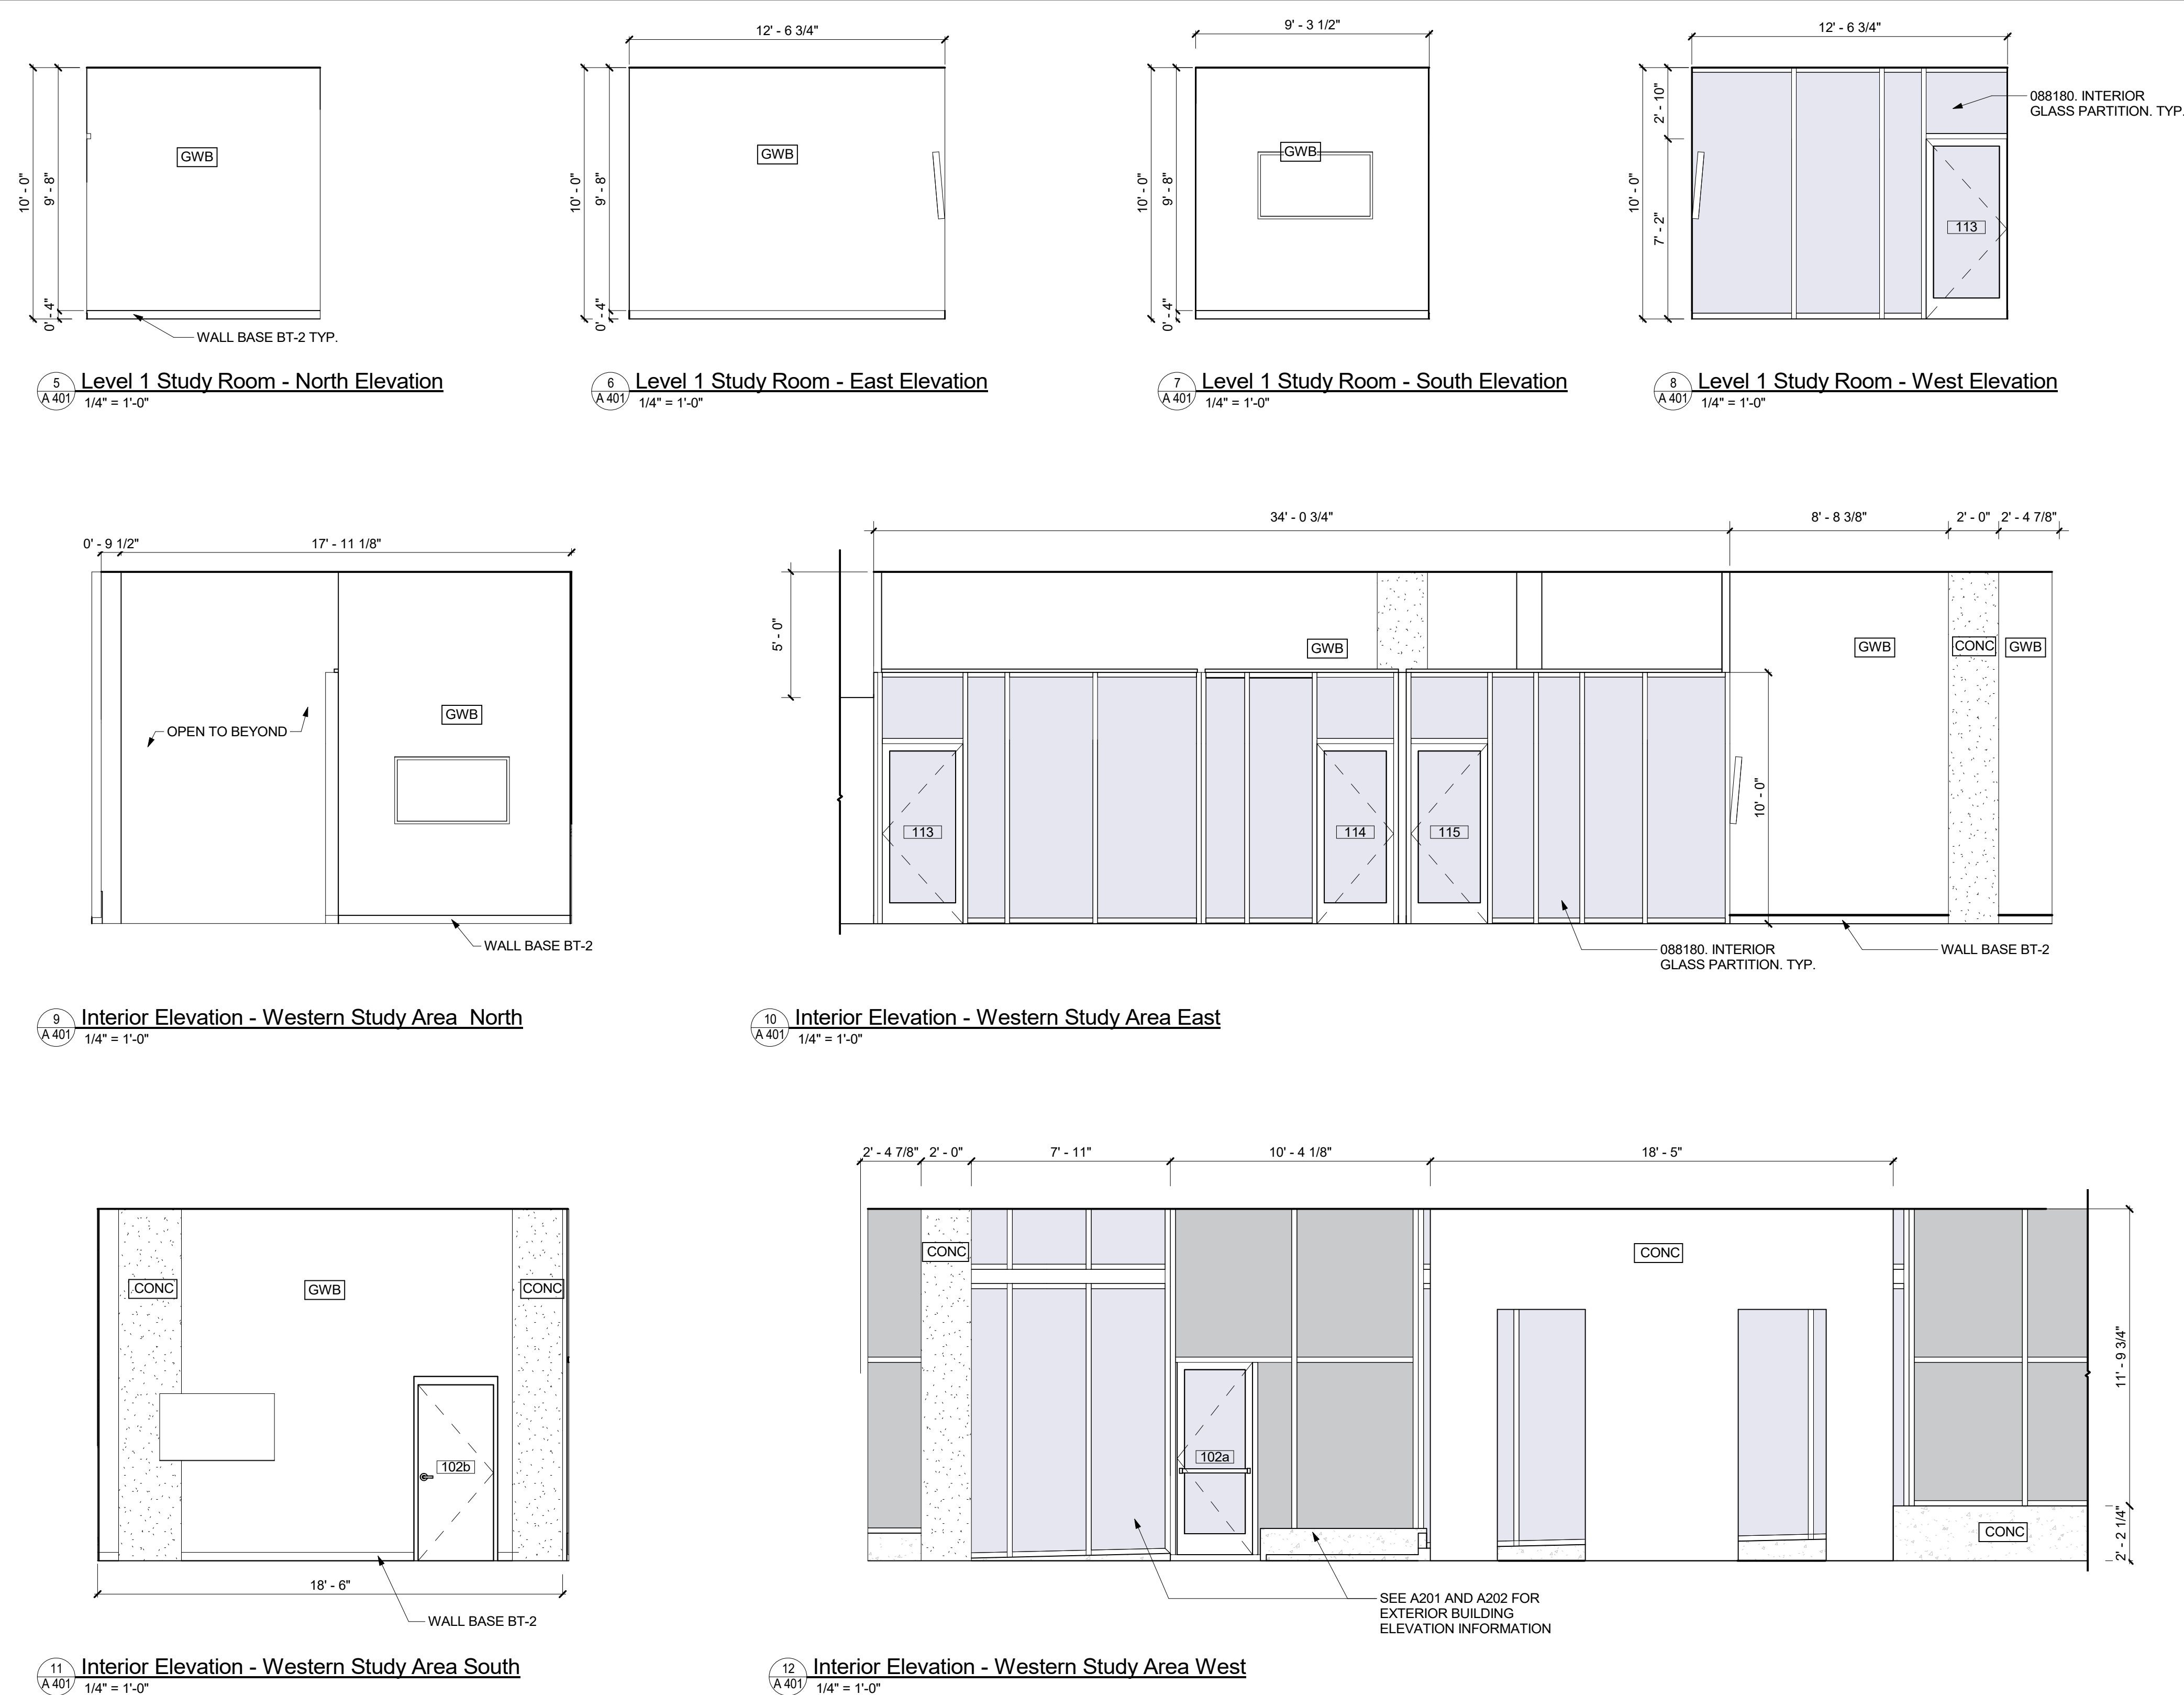 12' - 6 3/4"
9' - 3 1/2"
12' - 6 3/4"
10' - 0"
9' - 8"
0' - 4"
GWB
WALL BASE BT-2 TYP.
10' - 0"
9' - 8"
0' - 4"
GWB
10' - 0"
9' - 8"
0' - 4"
GWB
10' - 0"
2' - 10"
7' - 2"
113
088180. INTERIOR
GLASS PARTITION. TYP.
5
A 401
Level 1 Study Room - North Elevation
1/4" = 1'-0"
6
A 401
Level 1 Study Room - East Elevation
1/4" = 1'-0"
7
A 401
Level 1 Study Room - South Elevation
1/4" = 1'-0"
8
A 401
Level 1 Study Room - West Elevation
1/4" = 1'-0"
0' - 9 1/2"
17' - 11 1/8"
OPEN TO BEYOND
GWB
WALL BASE BT-2
34' - 0 3/4"
8' - 8 3/8"
2' - 0"
2' - 4 7/8"
5' - 0"
GWB
GWB
CONC
GWB
113
114
115
10' - 0"
088180. INTERIOR
GLASS PARTITION. TYP.
WALL BASE BT-2
9
A 401
Interior Elevation - Western Study Area  North
1/4" = 1'-0"
10
A 401
Interior Elevation - Western Study Area East
1/4" = 1'-0"
CONC
GWB
CONC
102b
18' - 6"
WALL BASE BT-2
2' - 4 7/8"
2' - 0"
7' - 11"
10' - 4 1/8"
18' - 5"
CONC
CONC
102a
CONC
11' - 9 3/4"
2' - 2 1/4"
SEE A201 AND A202 FOR
EXTERIOR BUILDING
ELEVATION INFORMATION
11
A 401
Interior Elevation - Western Study Area South
1/4" = 1'-0"
12
A 401
Interior Elevation - Western Study Area West
1/4" = 1'-0"